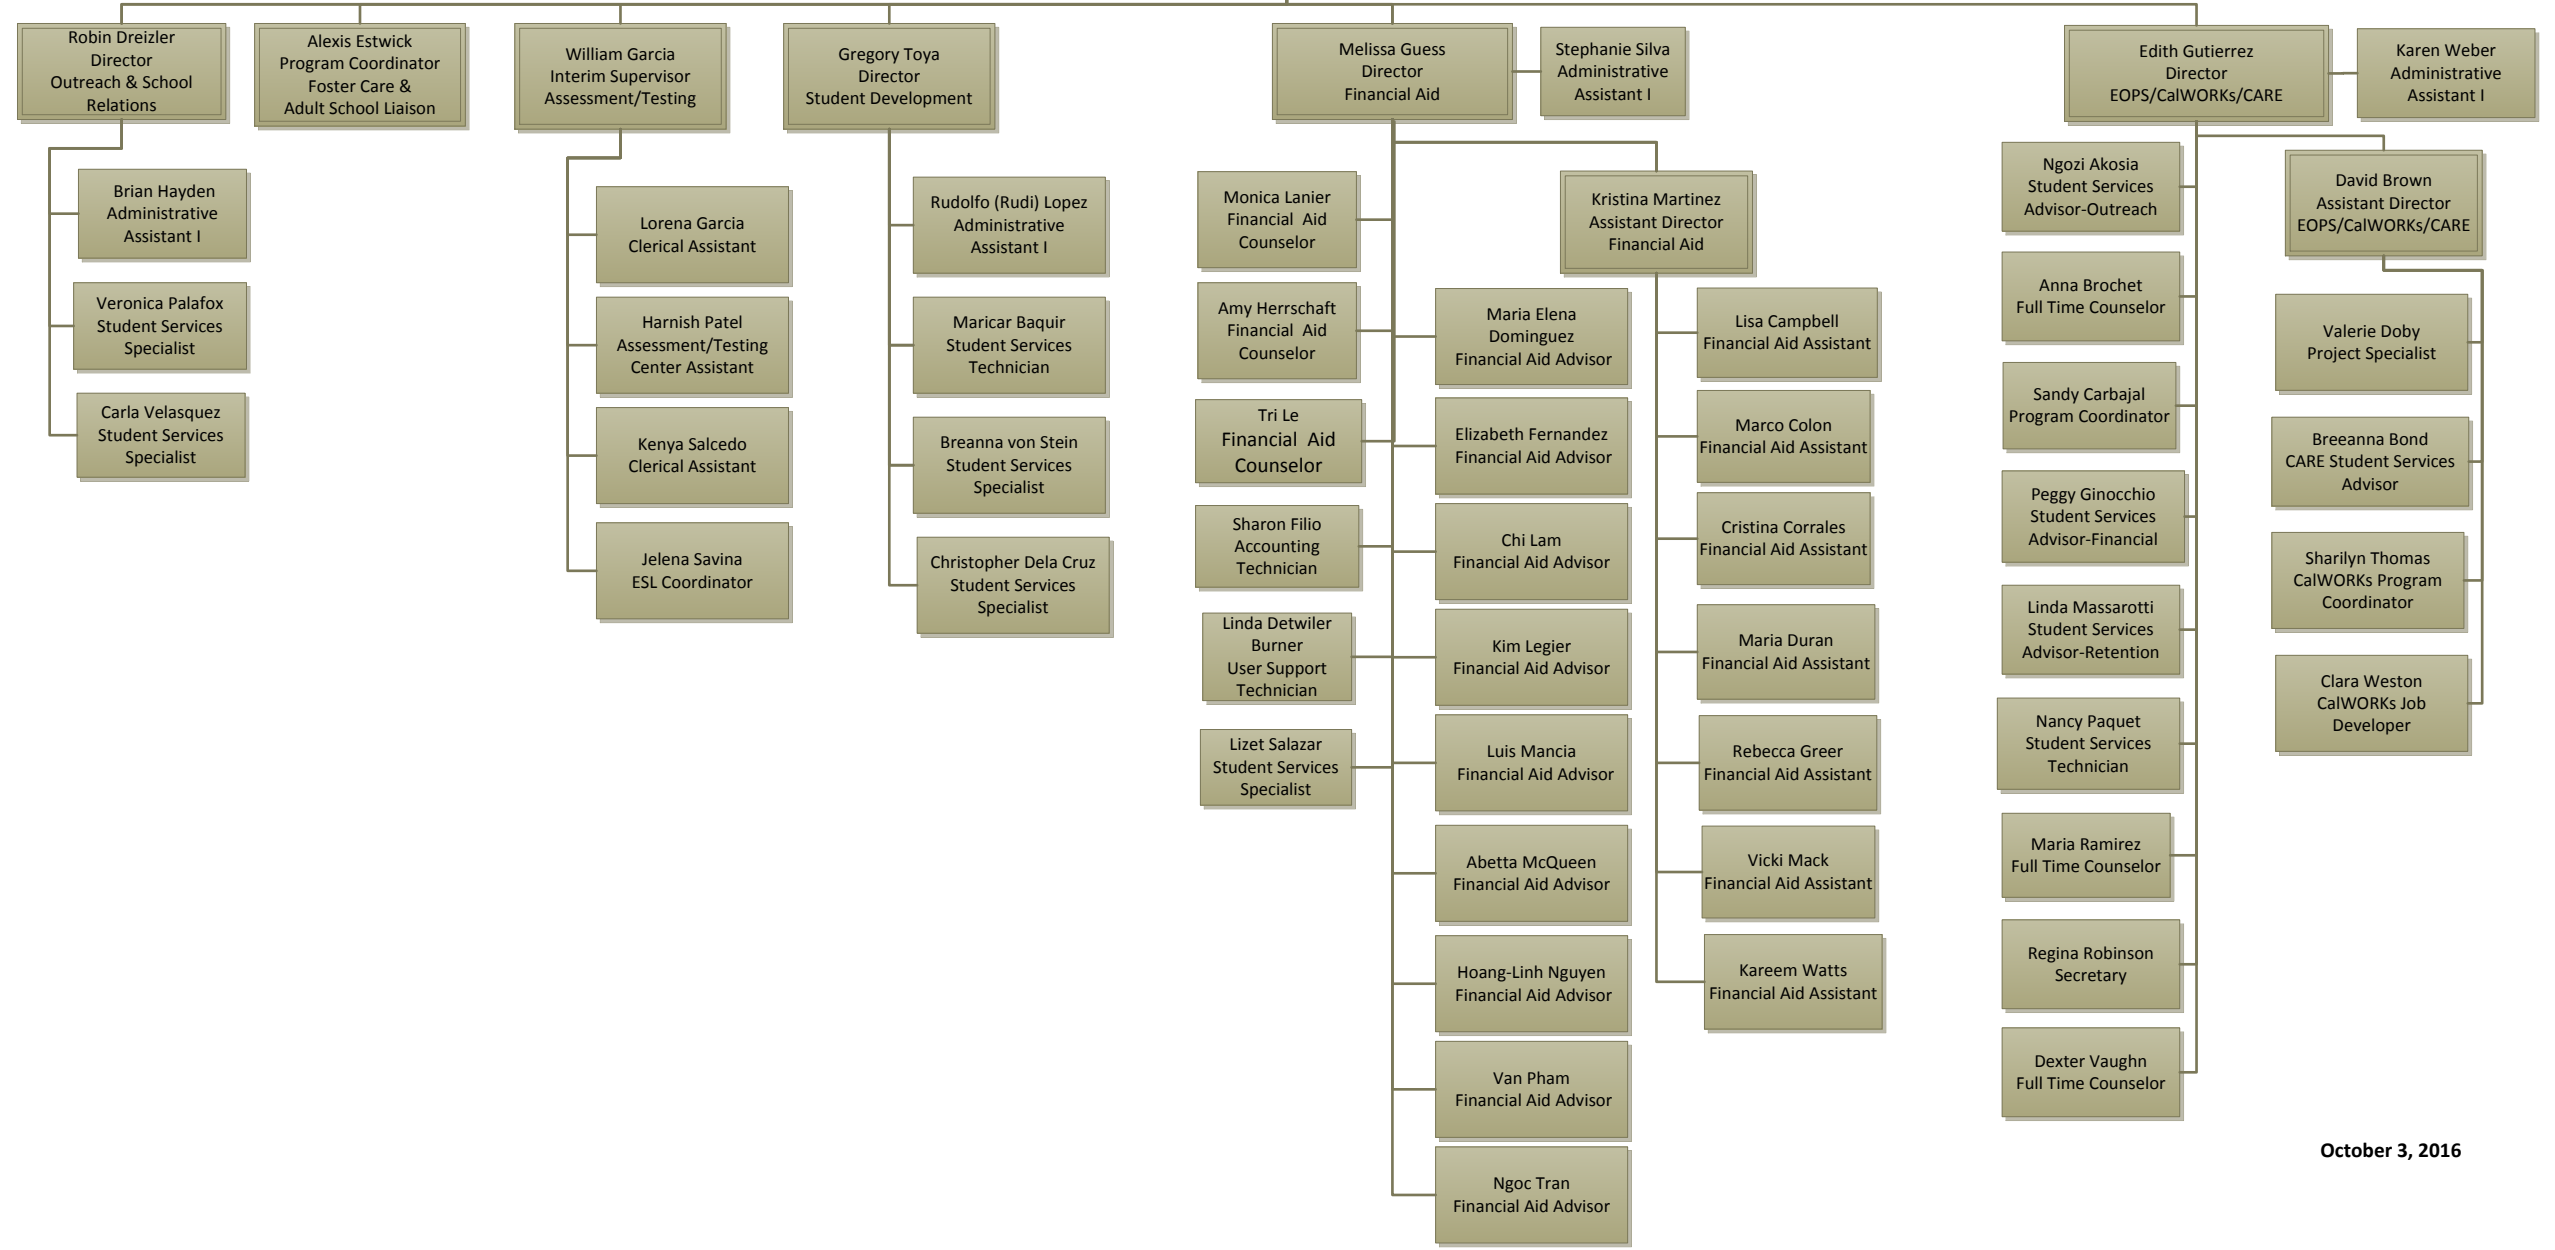 Robin Dreizler
Director
Outreach & School
Relations
Alexis Estwick
Program Coordinator
Foster Care &
Adult School Liaison
William Garcia
Interim Supervisor
Assessment/Testing
Gregory Toya
Director
Student Development
Melissa Guess
Director
Financial Aid
Stephanie Silva
Administrative
Assistant I
Edith Gutierrez
Director
EOPS/CalWORKs/CARE
Karen Weber
Administrative
Assistant I
Brian Hayden
Administrative
Assistant I
Veronica Palafox
Student Services
Specialist
Carla Velasquez
Student Services
Specialist
Lorena Garcia
Clerical Assistant
Harnish Patel
Assessment/Testing
Center Assistant
Kenya Salcedo
Clerical Assistant
Jelena Savina
ESL Coordinator
Rudolfo (Rudi) Lopez
Administrative
Assistant I
Maricar Baquir
Student Services
Technician
Breanna von Stein
Student Services
Specialist
Christopher Dela Cruz
Student Services
Specialist
Monica Lanier
Financial Aid
Counselor
Amy Herrschaft
Financial Aid
Counselor
Tri Le
Financial Aid
Counselor
Sharon Filio
Accounting
Technician
Linda Detwiler
Burner
User Support
Technician
Lizet Salazar
Student Services
Specialist
Maria Elena
Dominguez
Financial Aid Advisor
Elizabeth Fernandez
Financial Aid Advisor
Chi Lam
Financial Aid Advisor
Kim Legier
Financial Aid Advisor
Luis Mancia
Financial Aid Advisor
Abetta McQueen
Financial Aid Advisor
Hoang-Linh Nguyen
Financial Aid Advisor
Van Pham
Financial Aid Advisor
Ngoc Tran
Financial Aid Advisor
Kristina Martinez
Assistant Director
Financial Aid
Lisa Campbell
Financial Aid Assistant
Marco Colon
Financial Aid Assistant
Cristina Corrales
Financial Aid Assistant
Maria Duran
Financial Aid Assistant
Rebecca Greer
Financial Aid Assistant
Vicki Mack
Financial Aid Assistant
Kareem Watts
Financial Aid Assistant
Ngozi Akosia
Student Services
Advisor-Outreach
Anna Brochet
Full Time Counselor
Sandy Carbajal
Program Coordinator
Peggy Ginocchio
Student Services
Advisor-Financial
Linda Massarotti
Student Services
Advisor-Retention
Nancy Paquet
Student Services
Technician
Maria Ramirez
Full Time Counselor
Regina Robinson
Secretary
Dexter Vaughn
Full Time Counselor
David Brown
Assistant Director
EOPS/CalWORKs/CARE
Valerie Doby
Project Specialist
Breeanna Bond
CARE Student Services
Advisor
Sharilyn Thomas
CalWORKs Program
Coordinator
Clara Weston
CalWORKs Job
Developer
October 3, 2016